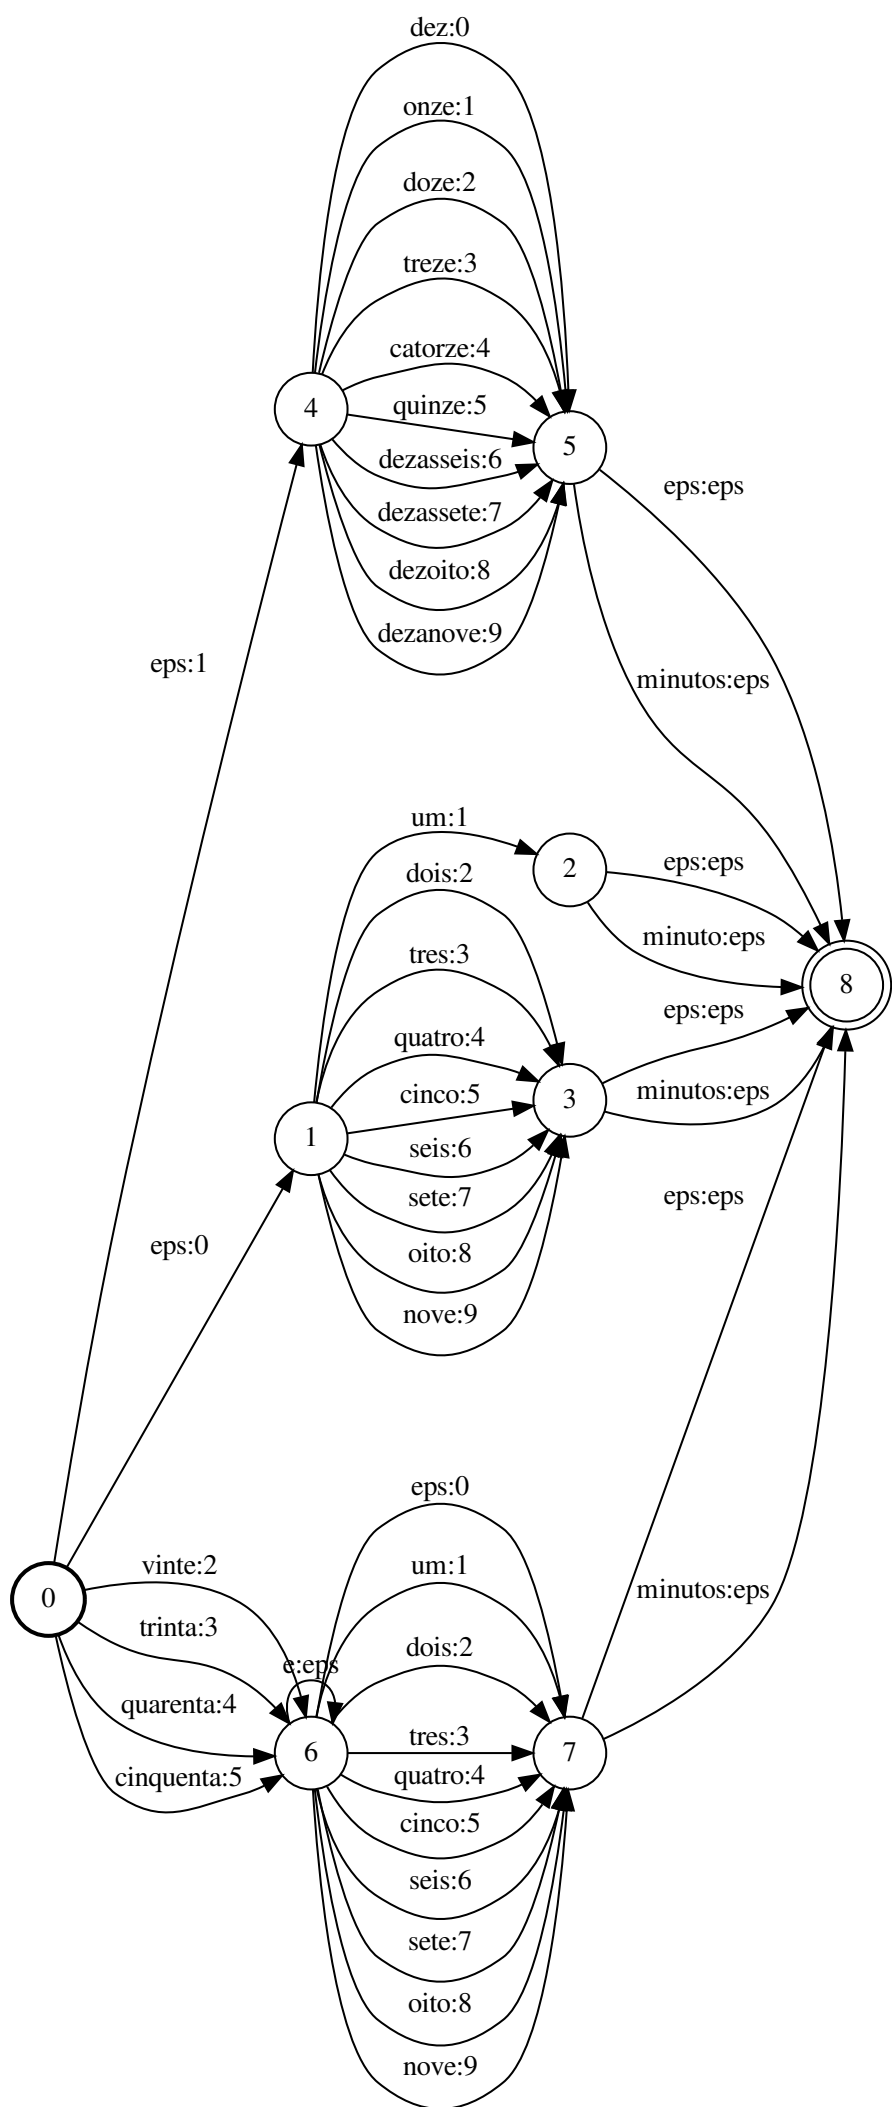 dez:0
onze:1
doze:2
treze:3
catorze:4
4
quinze:5
5
dezasseis:6
eps:eps
dezassete:7
dezoito:8
dezanove:9
eps:1
minutos:eps
um:1
2
eps:eps
dois:2
minuto:eps
tres:3
8
eps:eps
quatro:4
cinco:5
3
minutos:eps
1
seis:6
sete:7
eps:eps
eps:0
oito:8
nove:9
eps:0
vinte:2
um:1
0
minutos:eps
trinta:3
dois:2
e:eps
quarenta:4
tres:3
6
7
cinquenta:5
quatro:4
cinco:5
seis:6
sete:7
oito:8
nove:9